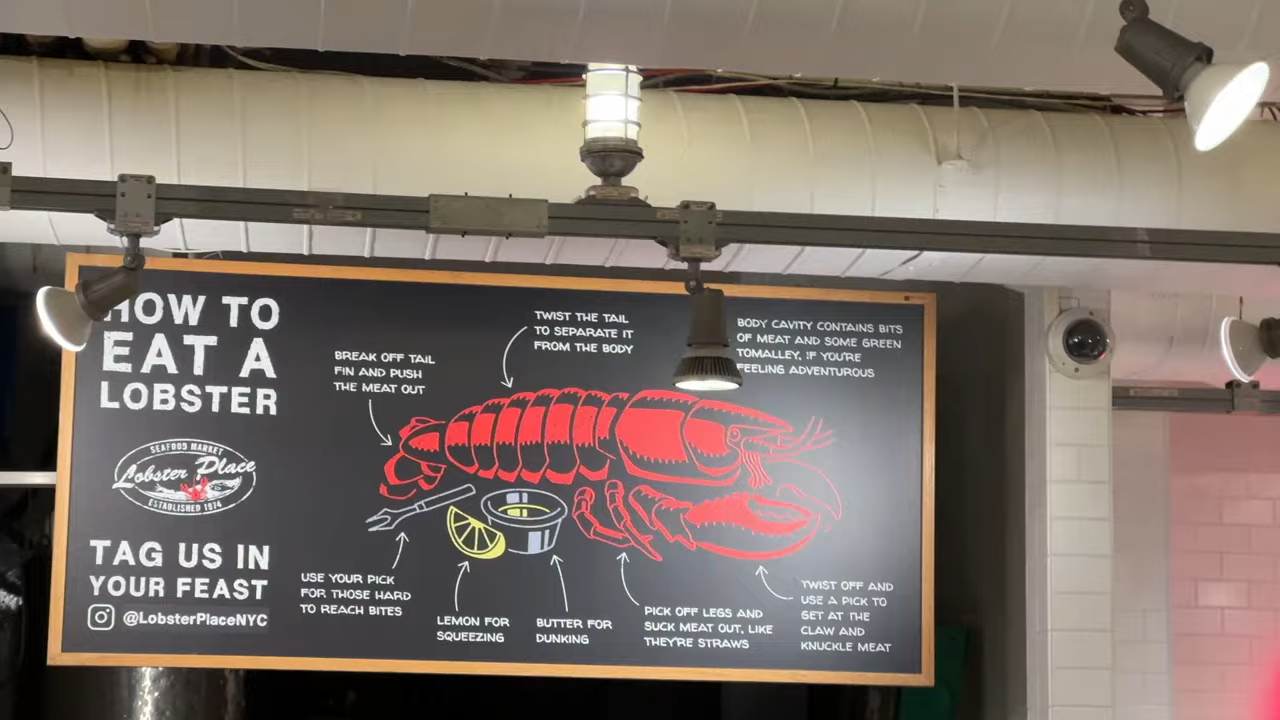 HOW TO
EAT A
LOBSTER
SEAFOOD MARKET
Lobster Place
ESTABLISHED 1974
TAG US IN
YOUR FEAST
@LobsterPlaceNYC
BREAK OFF TAIL
FIN AND PUSH
THE MEAT OUT
TWIST THE TAIL
TO SEPARATE IT
FROM THE BODY
BODY CAVITY CONTAINS BITS
OF MEAT AND SOME GREEN
TOMALLEY, IF YOU'RE
FEELING ADVENTUROUS
USE YOUR PICK
FOR THOSE HARD
TO REACH BITES
LEMON FOR
SQUEEZING
BUTTER FOR
DUNKING
PICK OFF LEGS AND
SUCK MEAT OUT, LIKE
THEY'RE STRAWS
TWIST OFF AND
USE A PICK TO
GET AT THE
CLAW AND
KNUCKLE MEAT